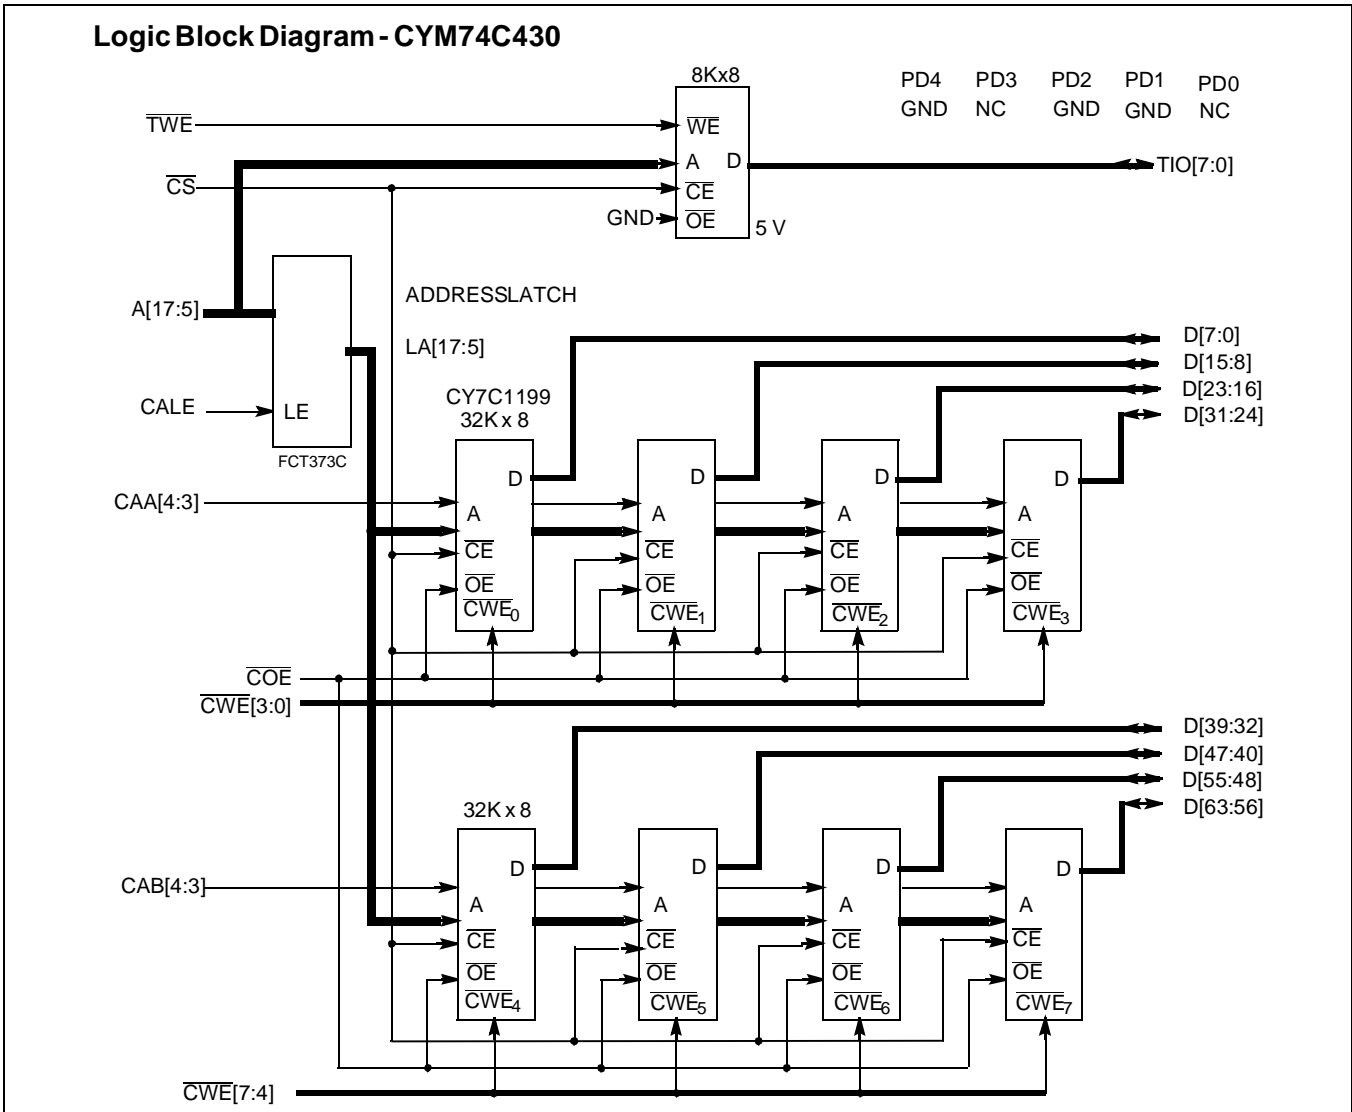 Logic Block Diagram - CYM74C430
8Kx8
PD4 PD3 PD2 PD1 PD0
GND NC GND GND NC
TWE
WE
A D
TIO[7:0]
CS
CE
GND
OE
5 V
A[17:5]
ADDRESSLATCH
LA[17:5]
CALE
LE
FCT373C
CY7C1199
32K x 8
D[7:0]
D[15:8]
D[23:16]
D[31:24]
D D D D
CAA[4:3]
A A A A
CE CE CE CE
OE OE OE OE
CWE0 CWE1 CWE2 CWE3
COE
CWE[3:0]
D[39:32]
D[47:40]
D[55:48]
D[63:56]
32K x 8
D D D D
CAB[4:3]
A A A A
CE CE CE CE
OE OE OE OE
CWE4 CWE5 CWE6 CWE7
CWE[7:4]